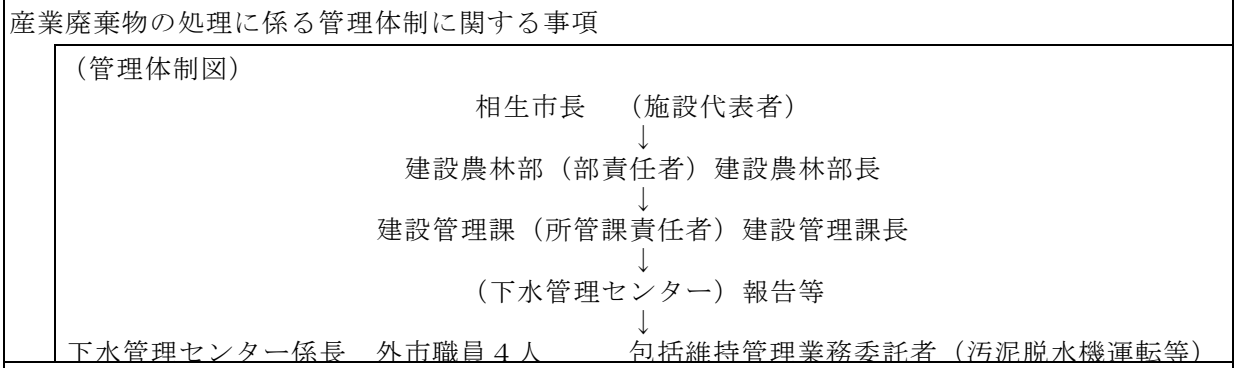 産業廃棄物の処理に係る管理体制に関する事項
（管理体制図）
相生市長　（施設代表者）
↓
建設農林部（部責任者）建設農林部長
↓
建設管理課（所管課責任者）建設管理課長
↓
（下水管理センター）報告等
↓
下水管理センター係長　外市職員４人　　　包括維持管理業務委託者（汚泥脱水機運転等）